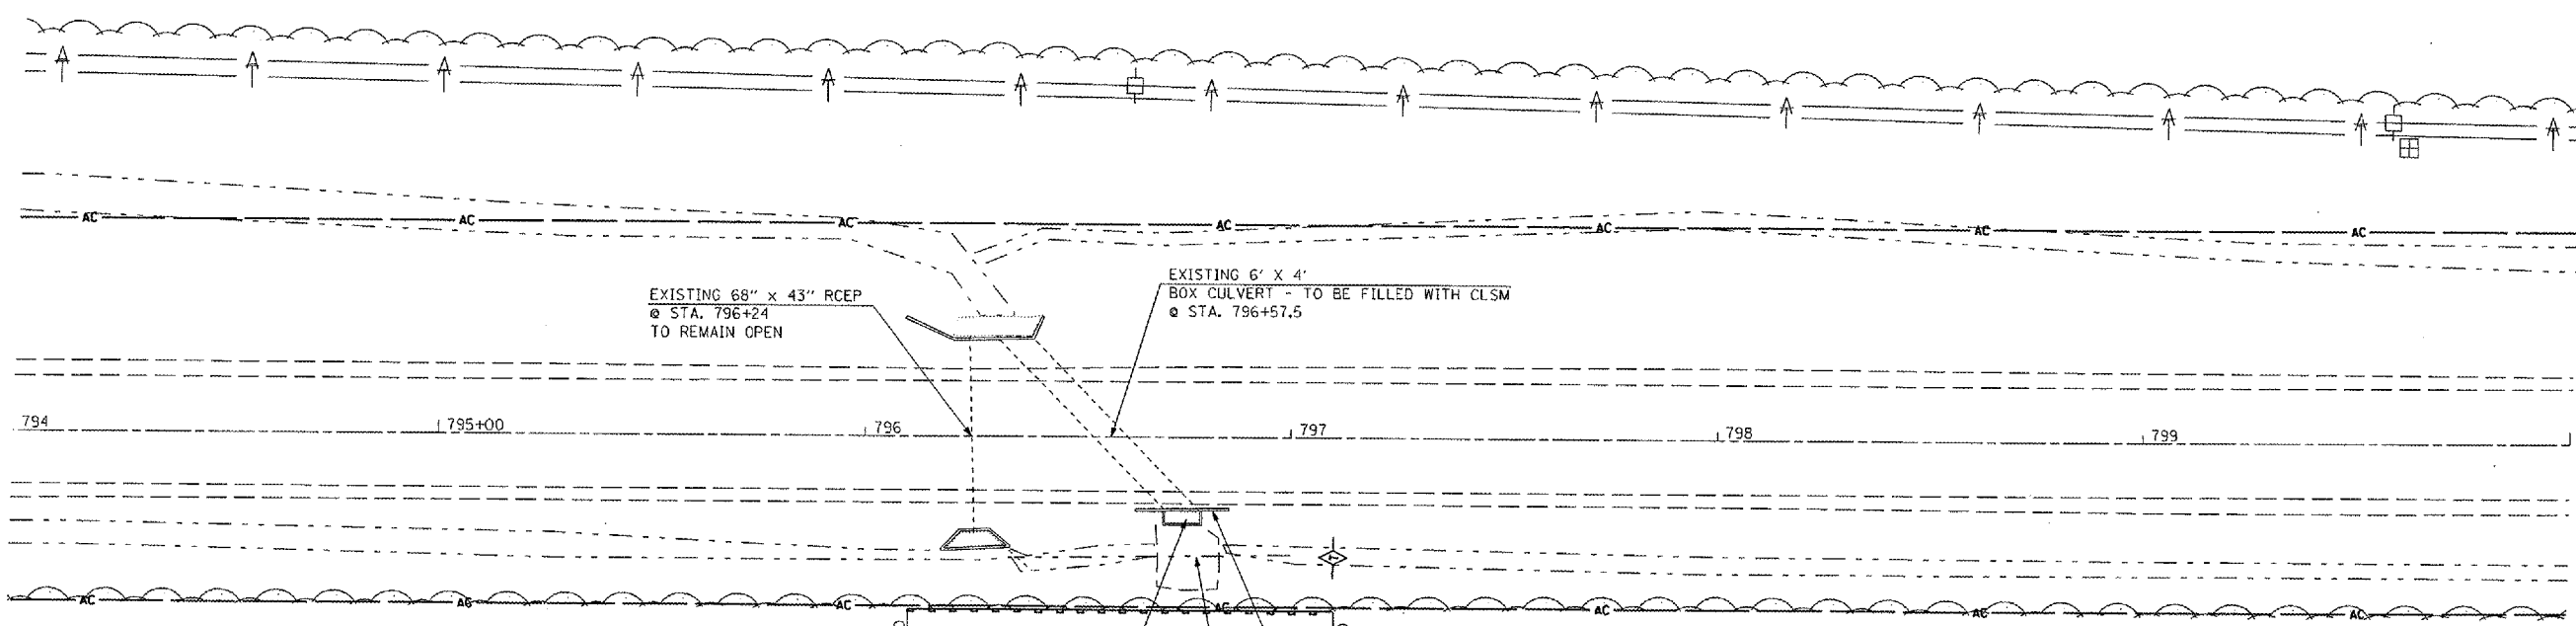 AC AC AC AC AC AC AC
EXISTING 68" x 43" RCEP
@ STA. 796+24
TO REMAIN OPEN
EXISTING 6' X 4'
BOX CULVERT - TO BE FILLED WITH CLSM
@ STA. 796+57.5
794 795+00 796 797 798 799
T
AC AC AC AC AC AC AC